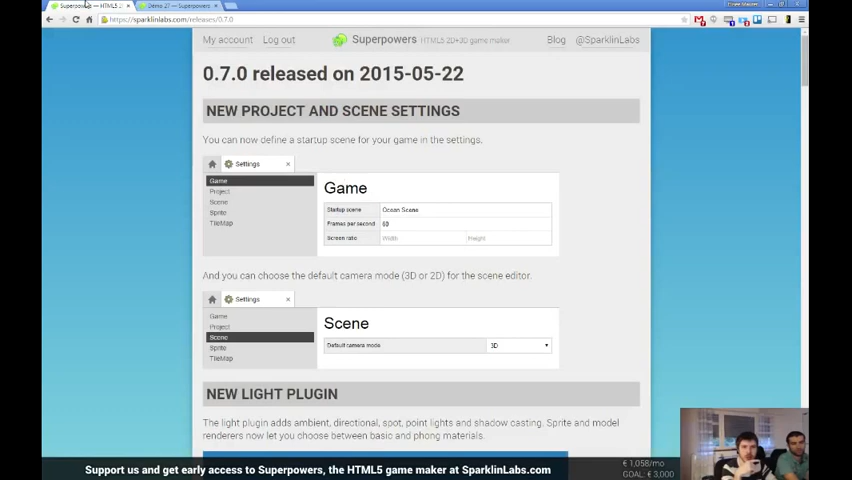 Superpowers — HTML5 2D
Démo 27 — Superpowers
https://sparklinlabs.com/releases/0.7.0
My account
Log out
Superpowers HTML5 2D+3D game maker
Blog
@SparklinLabs
0.7.0 released on 2015-05-22
NEW PROJECT AND SCENE SETTINGS
You can now define a startup scene for your game in the settings.
Settings
Game
Project
Scene
Sprite
TileMap
Game
Startup scene Ocean Scene
Frames per second 60
Screen ratio Width Height
And you can choose the default camera mode (3D or 2D) for the scene editor.
Settings
Game
Project
Scene
Sprite
TileMap
Scene
Default camera mode 3D
NEW LIGHT PLUGIN
The light plugin adds ambient, directional, spot, point lights and shadow casting. Sprite and model
renderers now let you choose between basic and phong materials.
Support us and get early access to Superpowers, the HTML5 game maker at SparklinLabs.com
€ 1,058/mo
GOAL: € 3,000